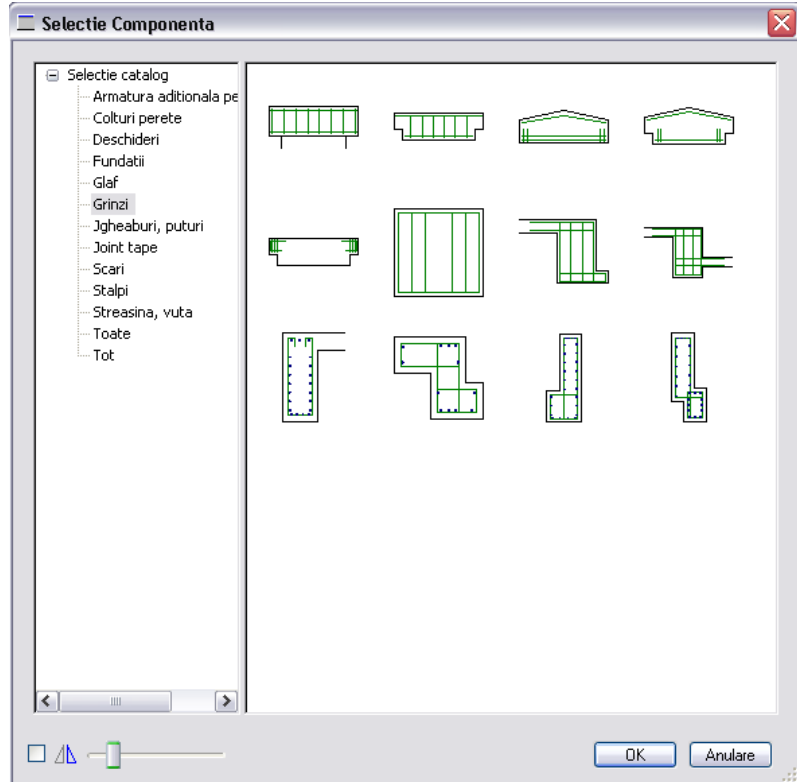 Selectie Componenta
Selectie catalog
Armatura aditionala pe
Colturi perete
Deschideri
Fundatii
Glaf
Grinzi
Jgheaburi, puturi
Joint tape
Scari
Stalpi
Streasina, vuta
Toate
Tot
OK
Anulare